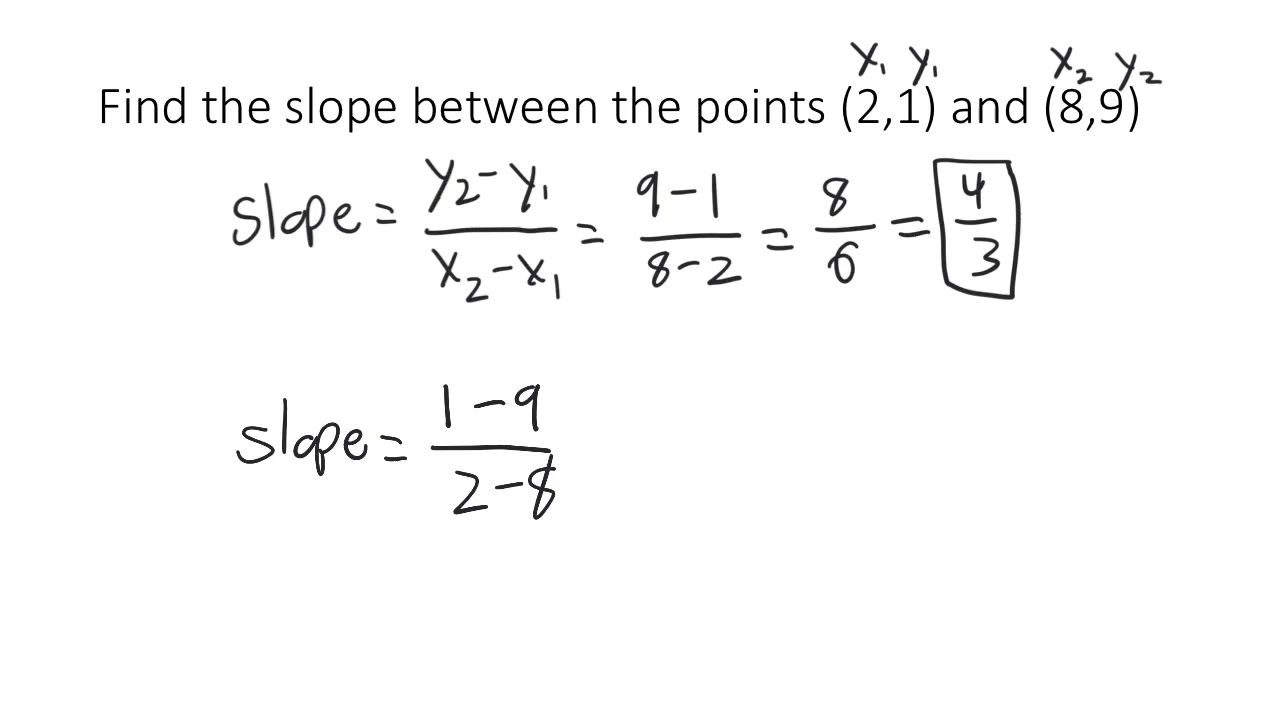 x₁ y₁ x₂ y₂
Find the slope between the points (2,1) and (8,9)
slope = (y₂-y₁)/(x₂-x₁) = (9-1)/(8-2) = 8/6 = 4/3
slope = (1-9)/(2-8)